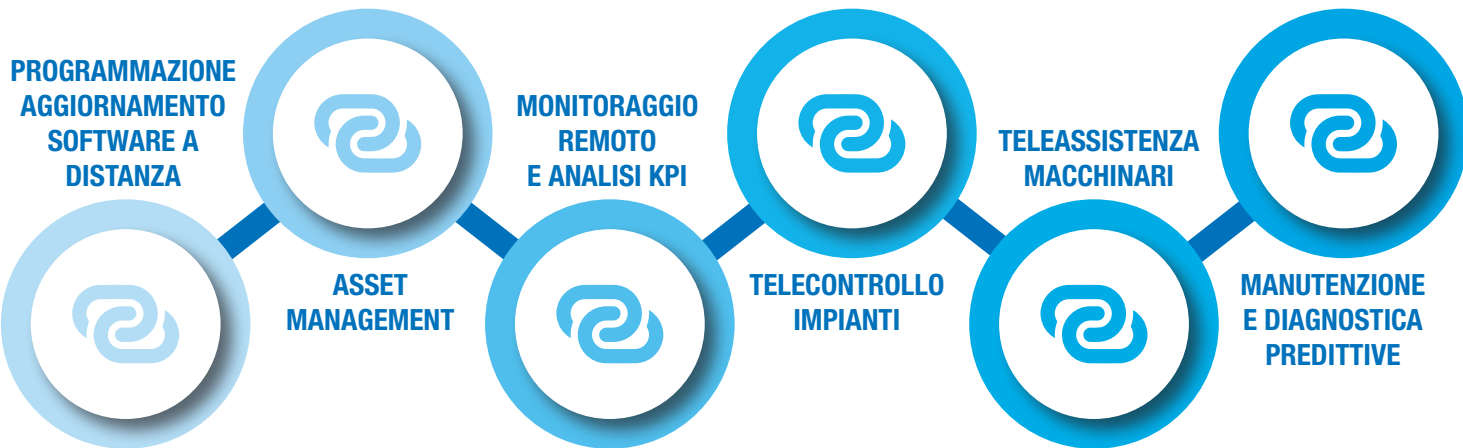 PROGRAMMAZIONE
AGGIORNAMENTO
SOFTWARE A
DISTANZA
ASSET
MANAGEMENT
MONITORAGGIO
REMOTO
E ANALISI KPI
TELECONTROLLO
IMPIANTI
TELEASSISTENZA
MACCHINARI
MANUTENZIONE
E DIAGNOSTICA
PREDITTIVE